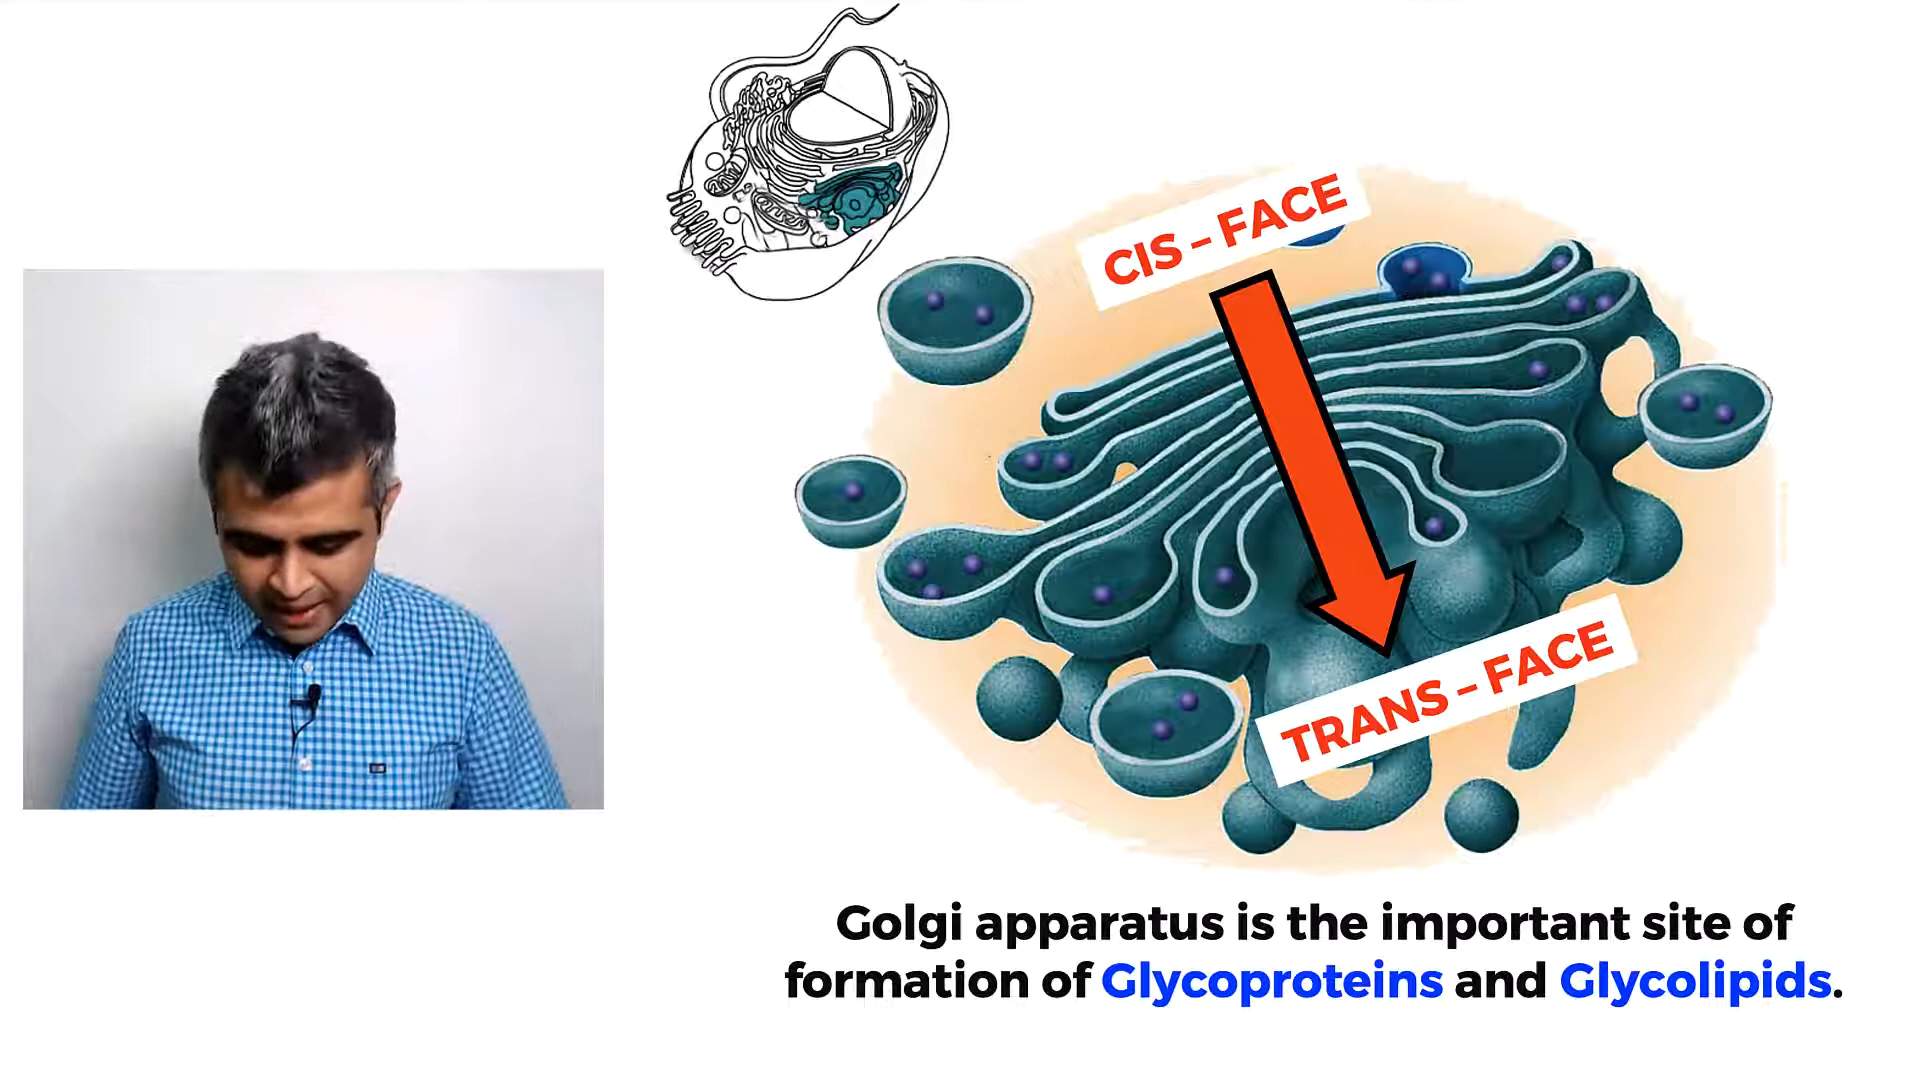 CIS – FACE
TRANS – FACE
Golgi apparatus is the important site of
formation of Glycoproteins and Glycolipids.